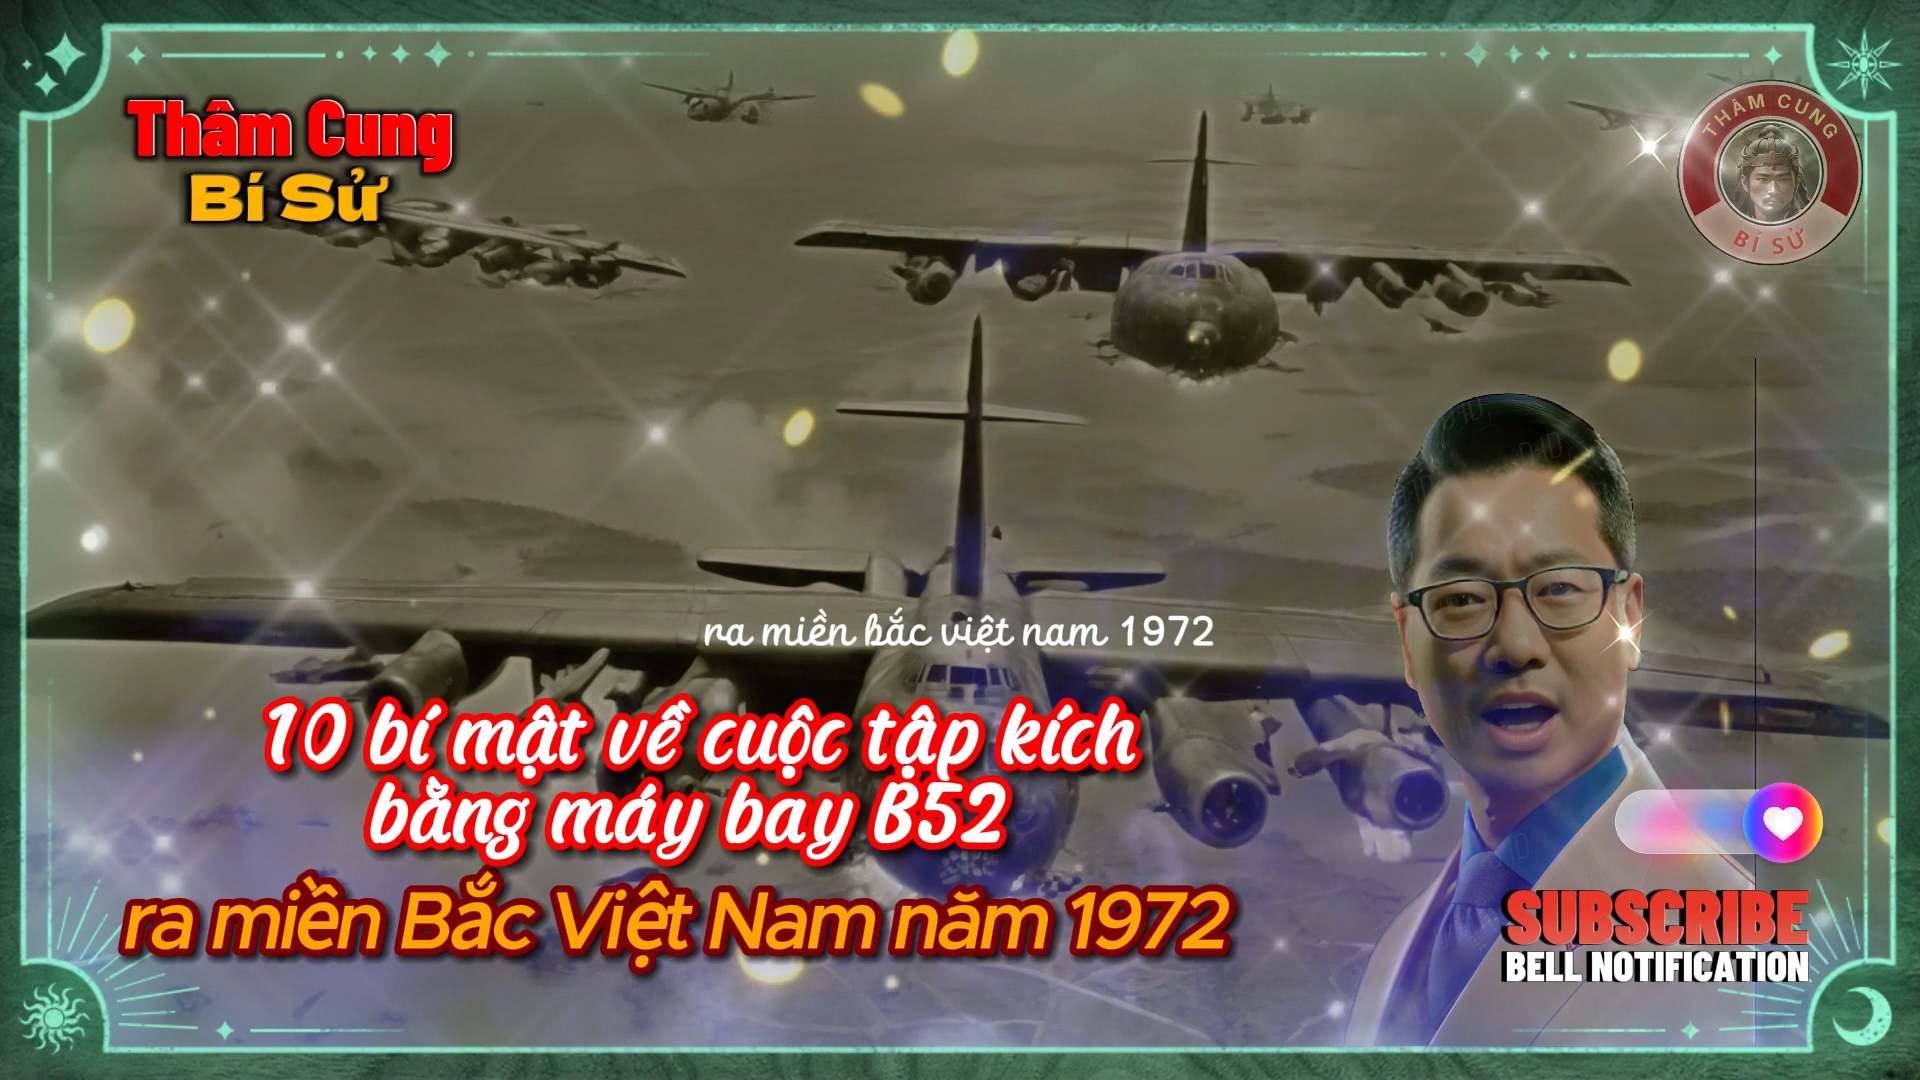 Thâm Cung
Bí Sử
THÂM CUNG
BÍ SỬ
ra miền bắc việt nam 1972
10 bí mật về cuộc tập kích
bằng máy bay B52
ra miền Bắc Việt Nam năm 1972
SUBSCRIBE
BELL NOTIFICATION